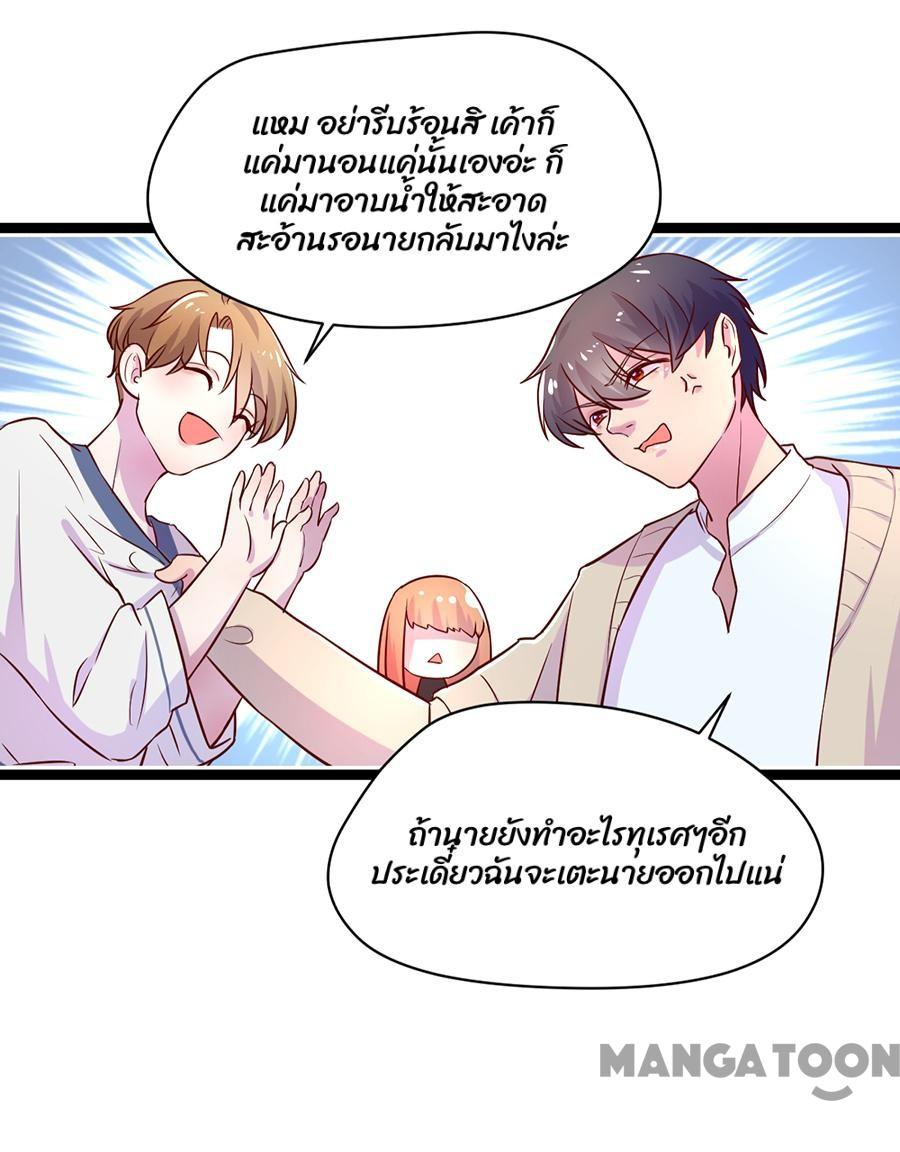 แหม อย่ารีบร้อนสิ เค้าก็
แค่มานอนแค่นั้นเองอ่ะ ก็
แค่มาอาบน้ำให้สะอาด
สะอ้านรอนายกลับมาไงล่ะ
ถ้านายยังทำอะไรทุเรศๆอีก
ประเดี๋ยวฉันจะเตะนายออกไปแน่
MANGATOON